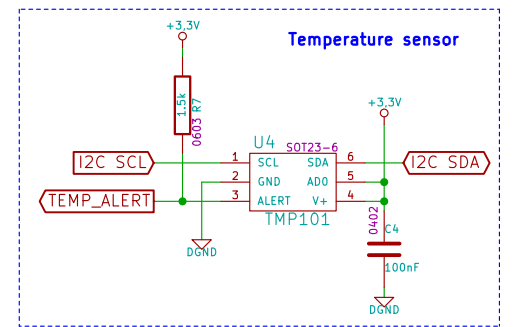 +3,3V
Temperature sensor
1.5k
R7
0603
+3,3V
U4
SOT23-6
I2C SCL
1
SCL
SDA
6
I2C SDA
2
GND
AD0
5
TEMP_ALERT
3
ALERT
V+
4
TMP101
0402
C4
DGND
100nF
DGND